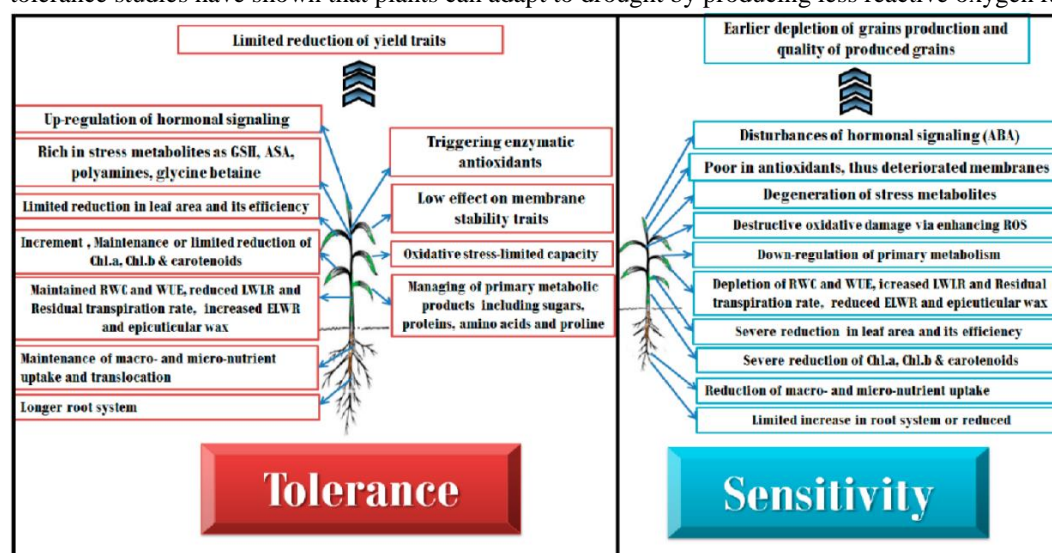 tolerance studies have shown that plants can adapt to drought by producing less reactive oxygen
Limited reduction of yield traits
Up-regulation of hormonal signaling
Rich in stress metabolites as GSH, ASA,
polyamines, glycine betaine
Limited reduction in leaf area and its efficiency
Increment , Maintenance or limited reduction of
Chl.a, Chl.b & carotenoids
Maintained RWC and WUE, reduced LWLR and
Residual transpiration rate, increased ELWR
and epicuticular wax
Maintenance of macro- and micro-nutrient
uptake and translocation
Longer root system
Triggering enzymatic
antioxidants
Low effect on membrane
stability traits
Oxidative stress-limited capacity
Managing of primary metabolic
products including sugars,
proteins, amino acids and proline
Tolerance
Earlier depletion of grains production and
quality of produced grains
Disturbances of hormonal signaling (ABA)
Poor in antioxidants, thus deteriorated membranes
Degeneration of stress metabolites
Destructive oxidative damage via enhancing ROS
Down-regulation of primary metabolism
Depletion of RWC and WUE, icreased LWLR and Residual
transpiration rate, reduced ELWR and epicuticular wax
Severe reduction in leaf area and its efficiency
Severe reduction of Chl.a, Chl.b & carotenoids
Reduction of macro- and micro-nutrient uptake
Limited increase in root system or reduced
Sensitivity